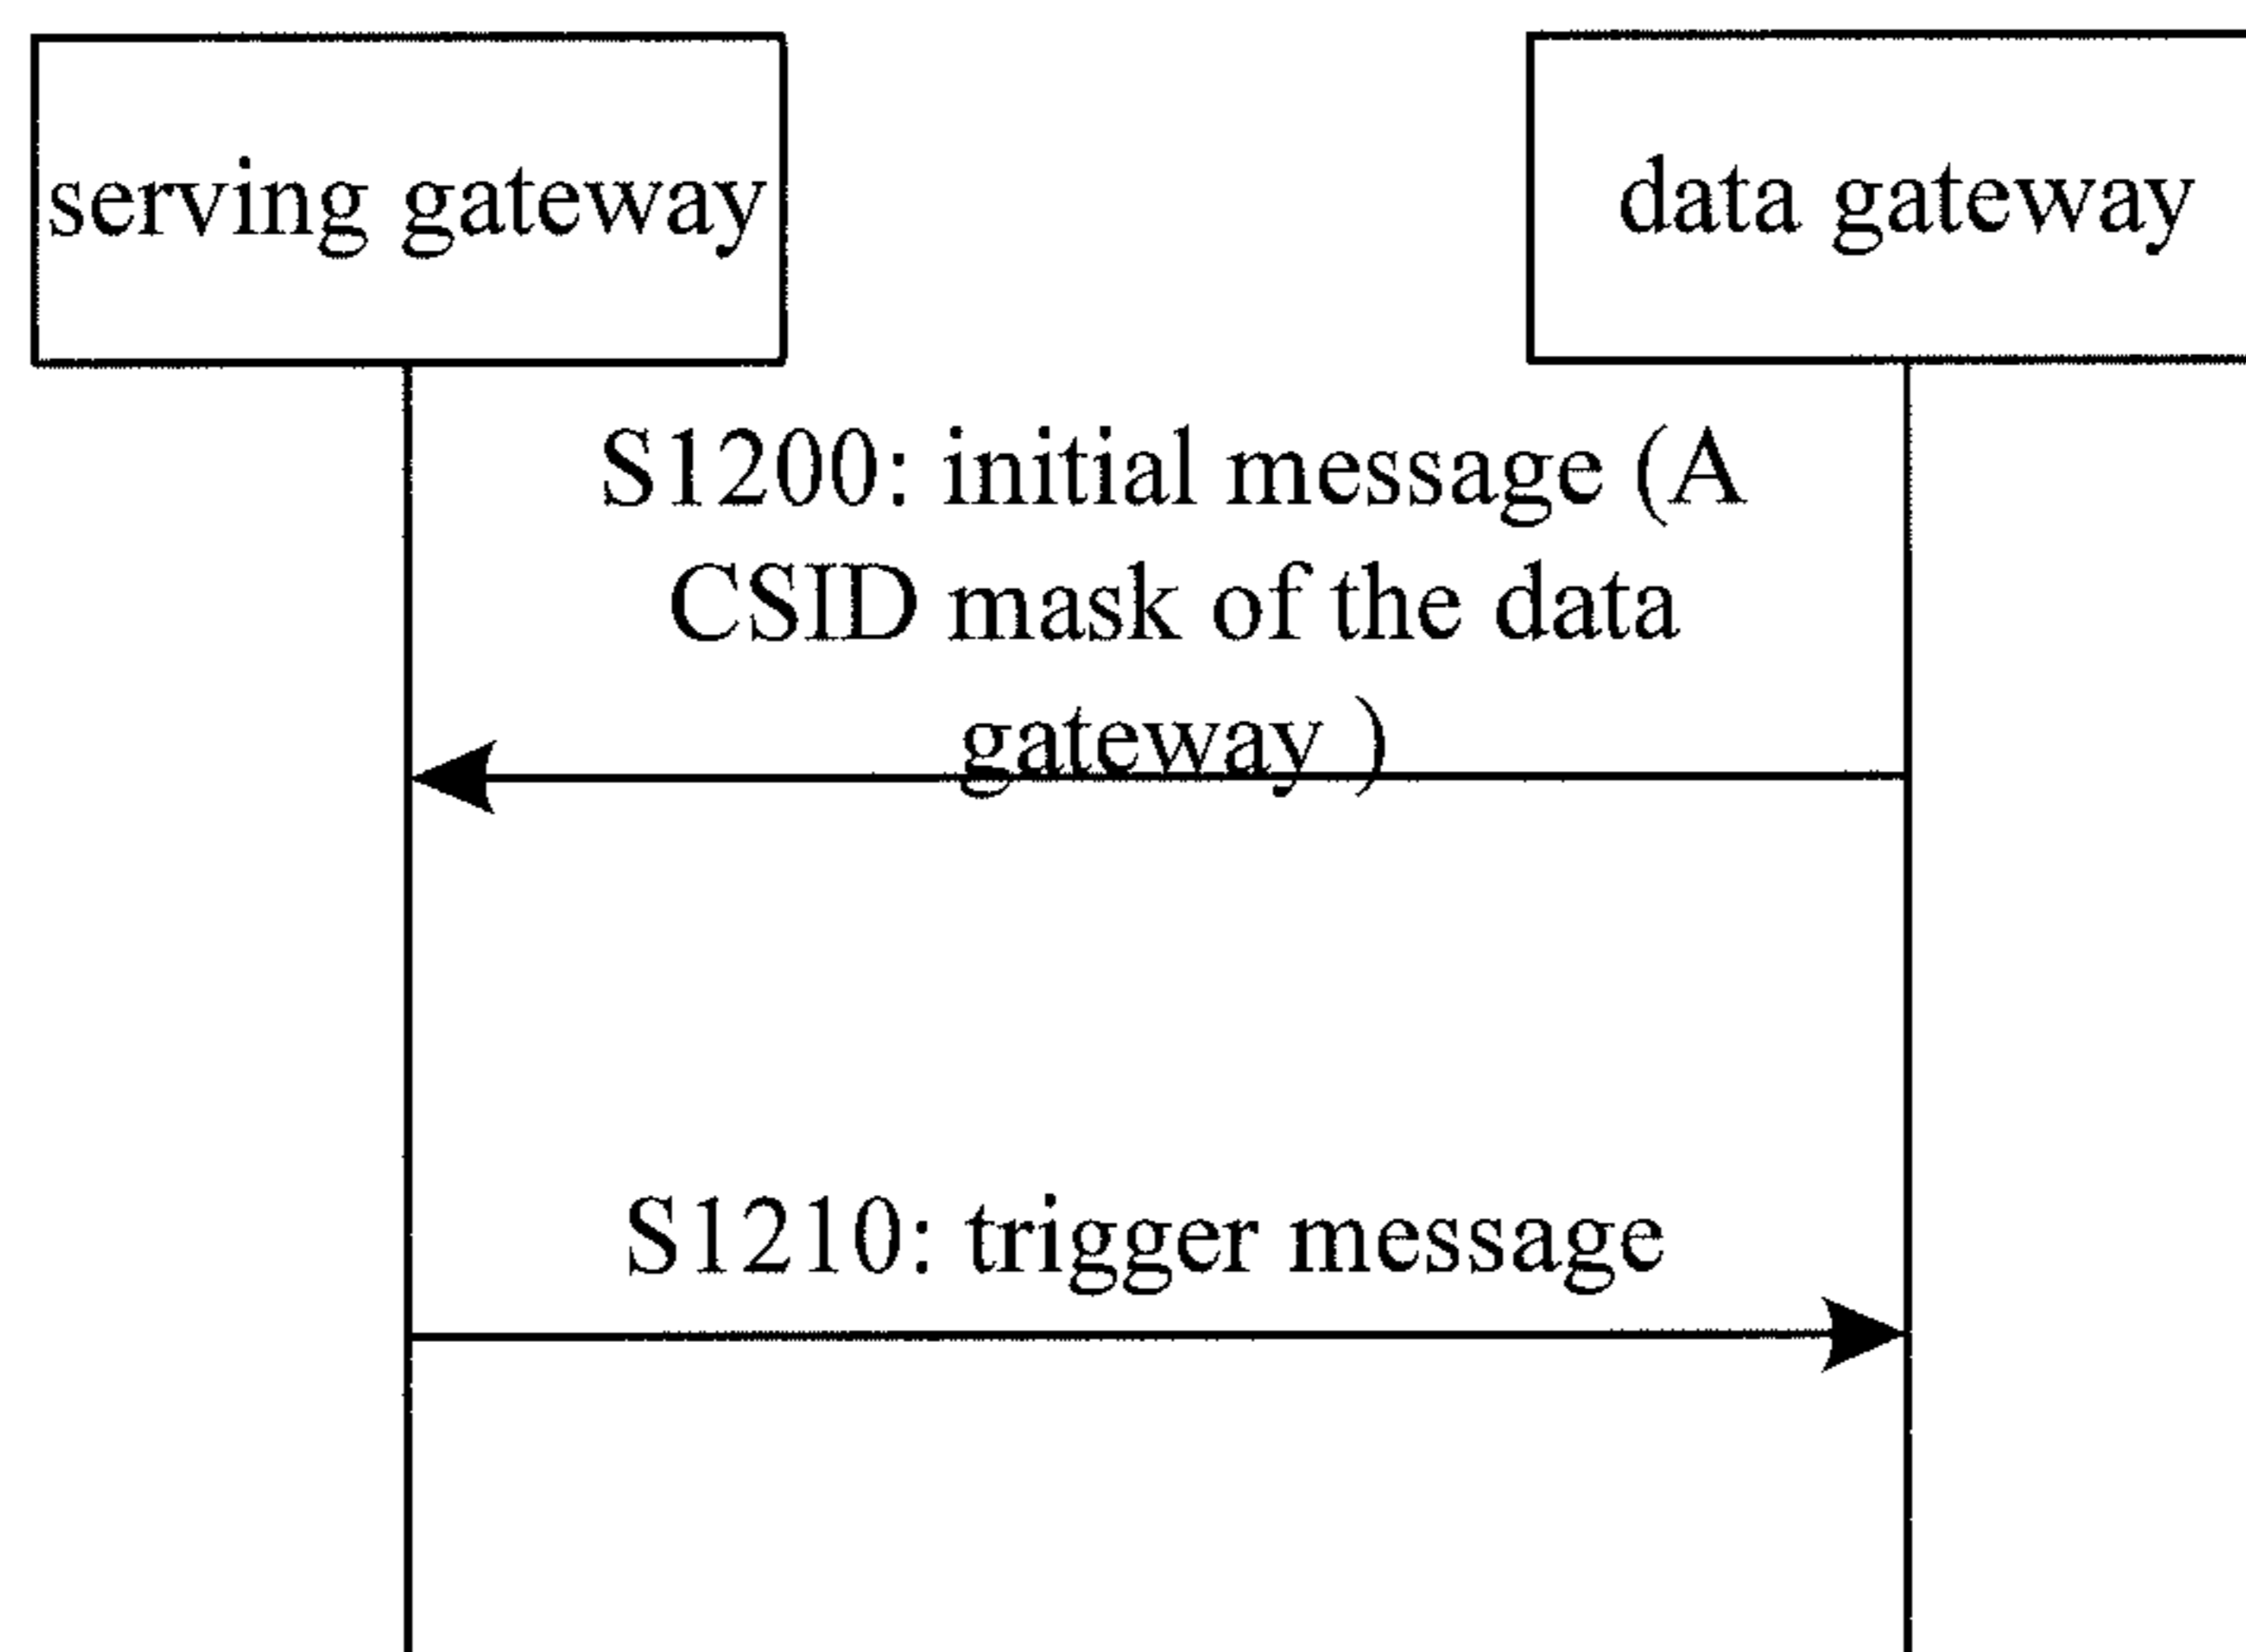 serving gateway
data gateway
S1200: initial message (A
CSID mask of the data
gateway )
S1210: trigger message